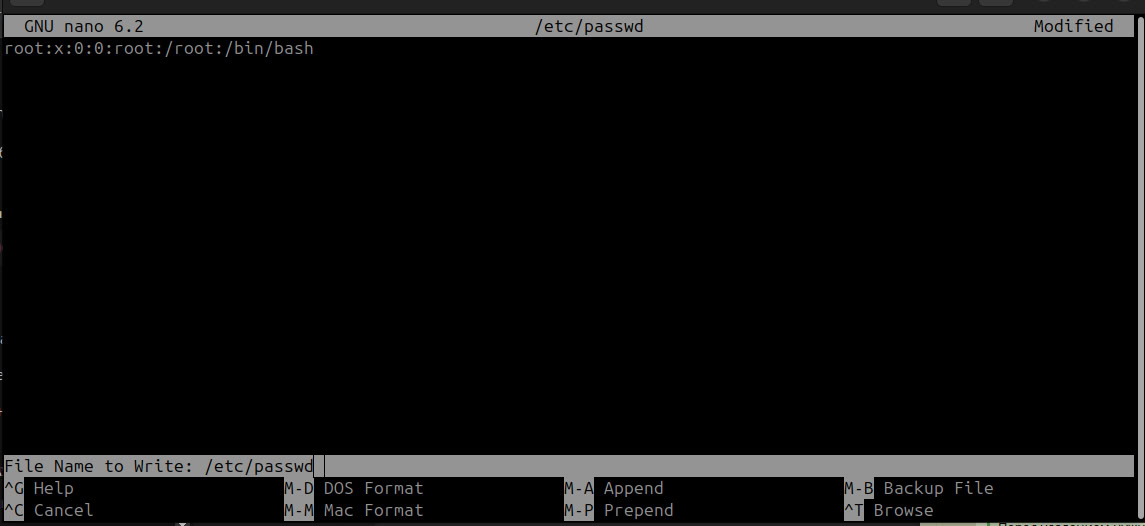 GNU nano 6.2 /etc/passwd Modified
root:x:0:0:root:/root:/bin/bash
File Name to Write: /etc/passwd
^G Help M-D DOS Format M-A Append M-B Backup File
^C Cancel M-M Mac Format M-P Prepend ^T Browse